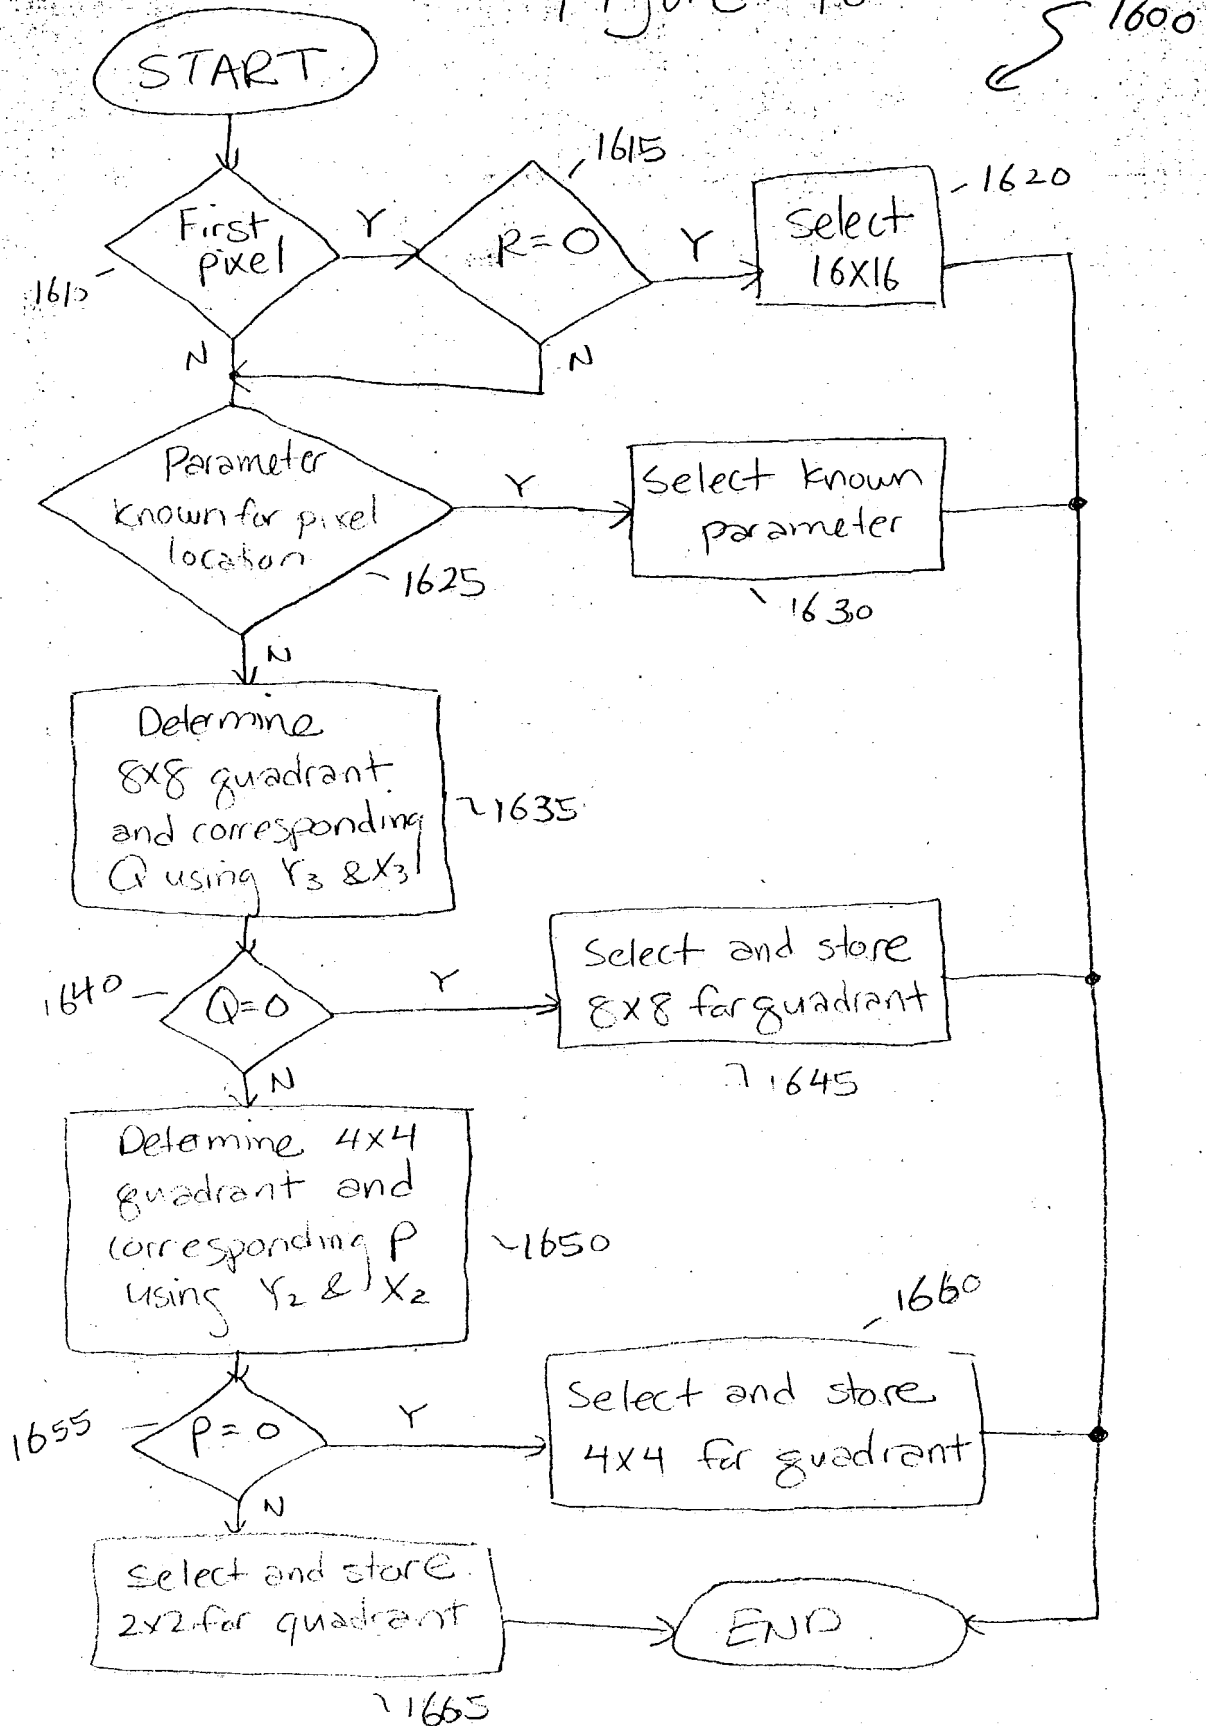 Figure 16
1600
START
1615
1620
First
pixel
Y
R=0
Y
Select
16X16
1610
N
N
Parameter
known for pixel
location
Y
Select known
parameter
1625
1630
N
Determine
8x8 quadrant
and corresponding
Q using Y3 & X3
1635
1640
Q=0
Y
Select and store
8x8 for quadrant
1645
N
Determine 4x4
quadrant and
corresponding P
using Y2 & X2
1650
1660
1655
P=0
Y
Select and store
4x4 for quadrant
N
Select and store
2x2 for quadrant
END
1665